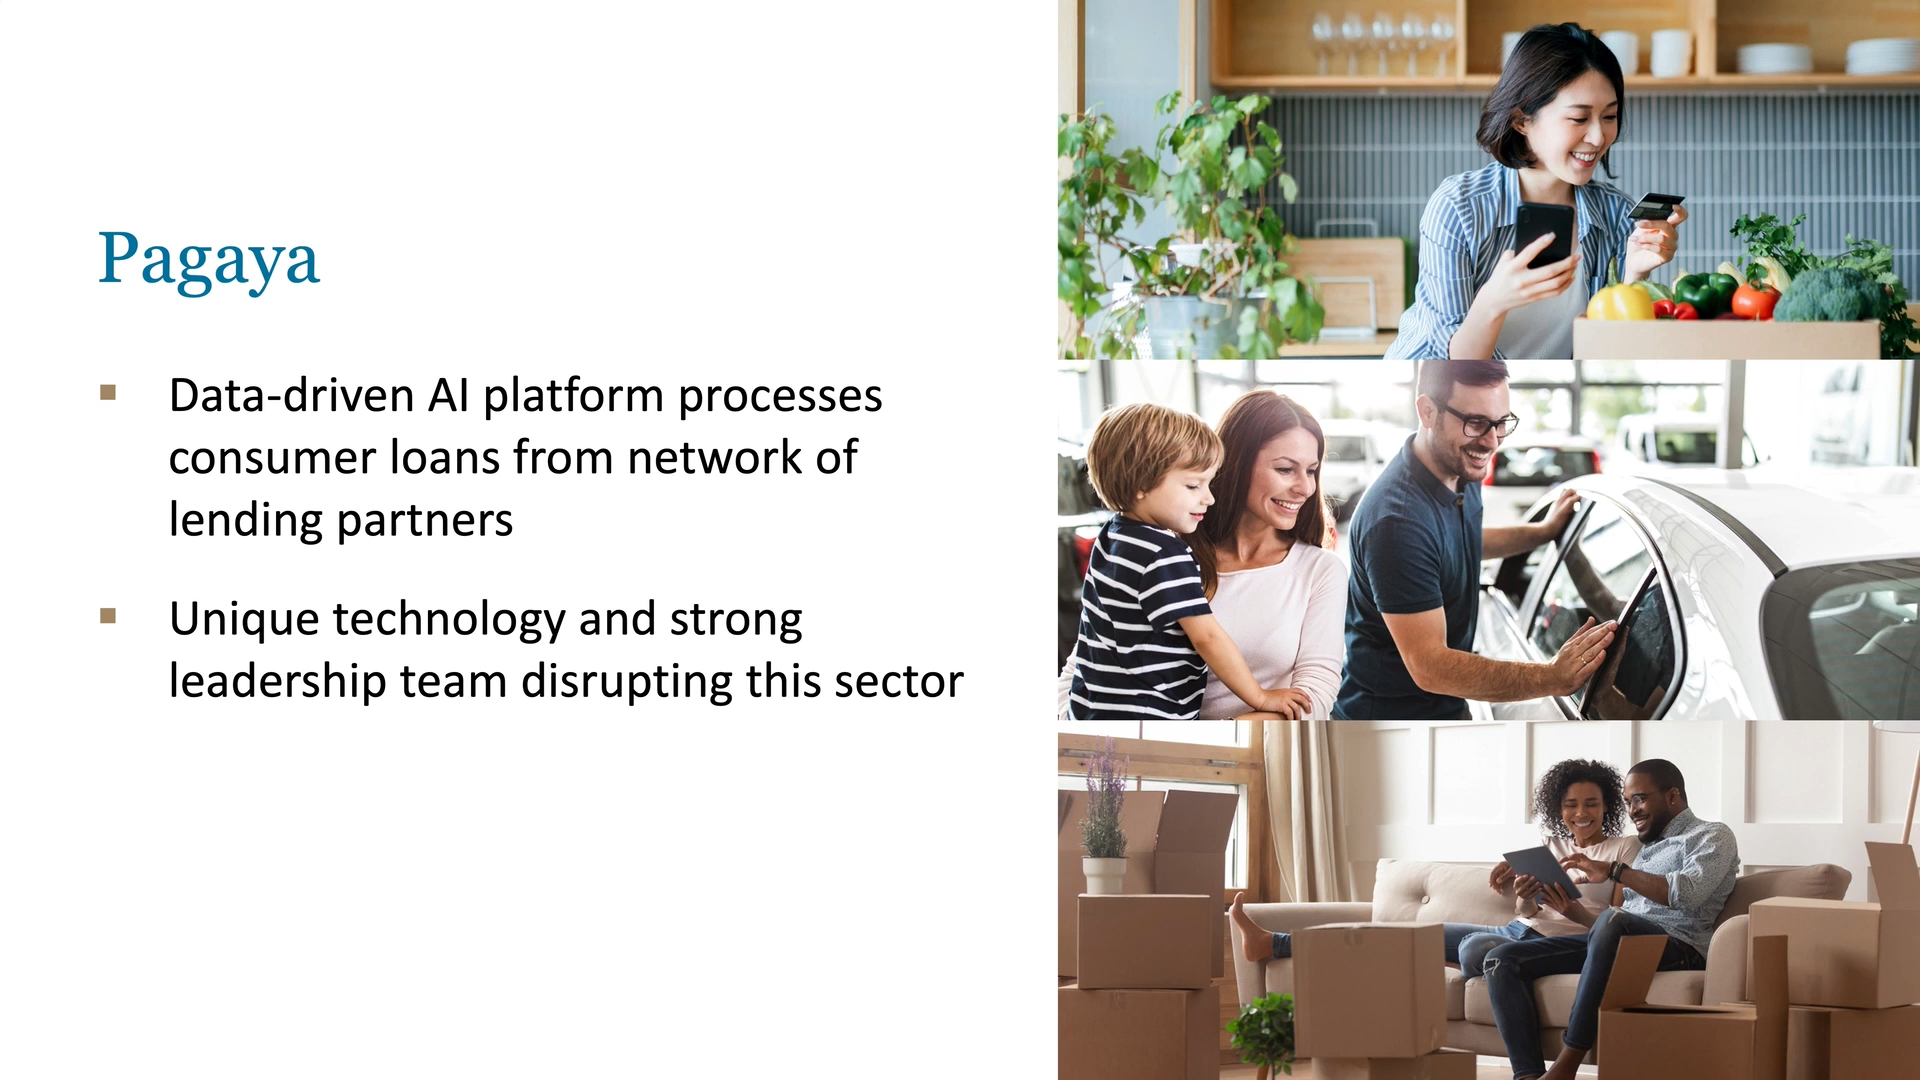 Pagaya
▪ Data-driven AI platform processes
consumer loans from network of
lending partners
▪ Unique technology and strong
leadership team disrupting this sector